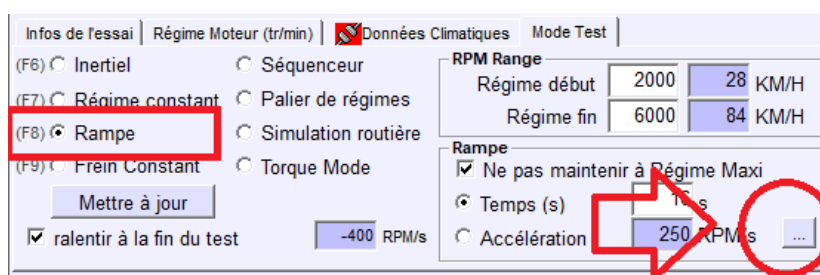 Infos de l'essai Régime Moteur (tr/min) Données Climatiques Mode Test
(F6) Inertiel Séquenceur
(F7) Régime constant Palier de régimes
(F8) Rampe Simulation routière
(F9) Frein Constant Torque Mode
Mettre à jour
ralentir à la fin du test -400 RPM/s
RPM Range
Régime début 2000 28 KM/H
Régime fin 6000 84 KM/H
Rampe
Ne pas maintenir à Régime Maxi
Temps (s) 16 s
Accélération 250 RPM/s ...